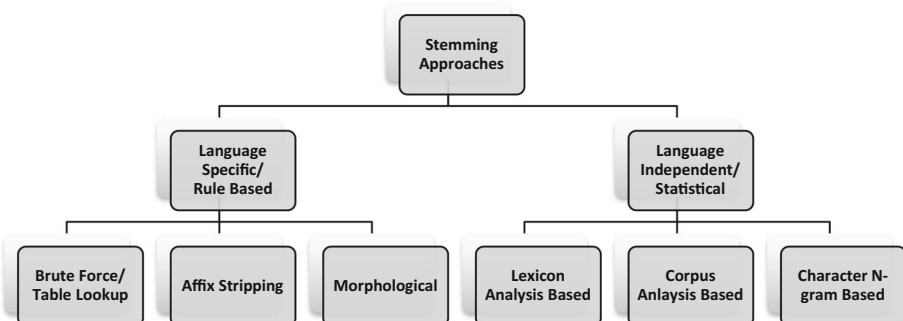 Stemming
Approaches
Language
Specific/
Rule Based
Language
Independent/
Statistical
Brute Force/
Table Lookup
Affix Stripping
Morphological
Lexicon
Analysis Based
Corpus
Anlaysis Based
Character N-
gram Based